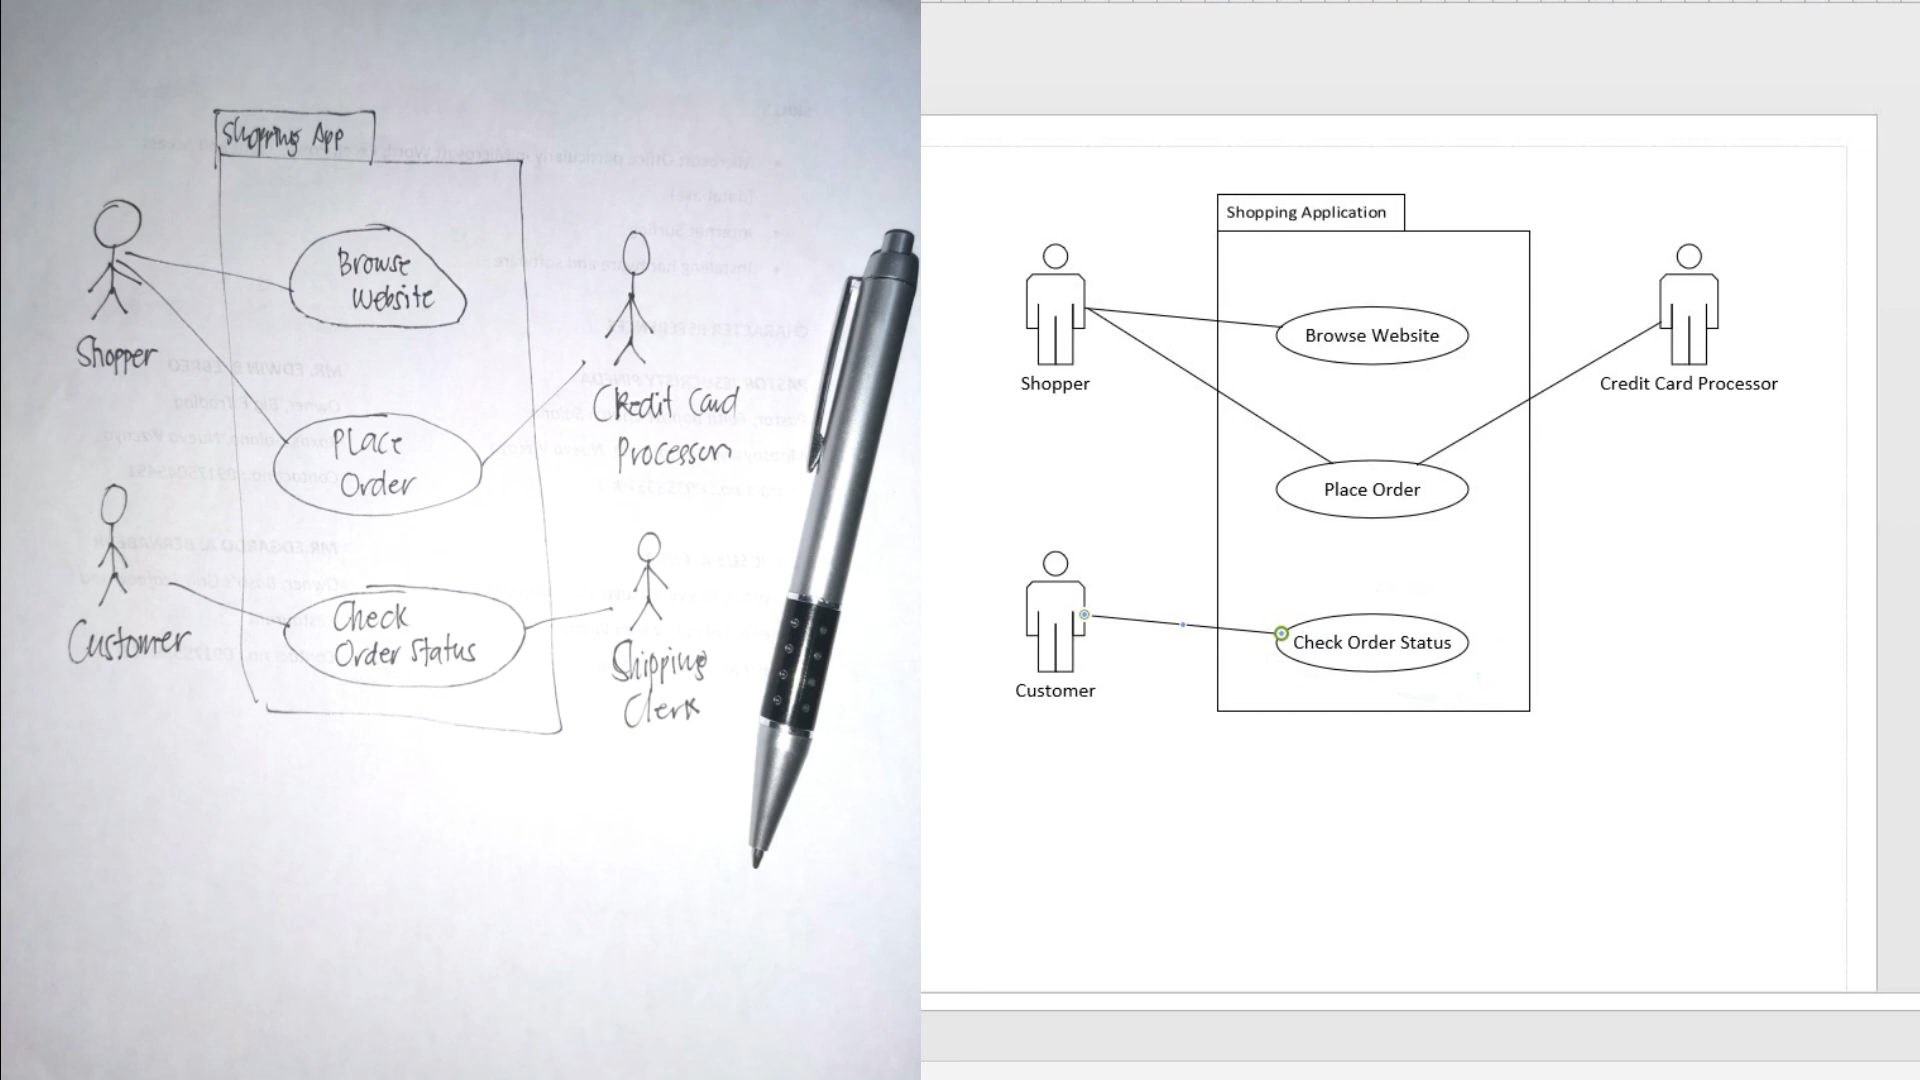 Shopping App
Browse
Website
Shopper
Credit Card
Processor
Place
Order
Customer
Check
Order Status
Shipping
Clerk
Shopping Application
Browse Website
Shopper
Credit Card Processor
Place Order
Check Order Status
Customer